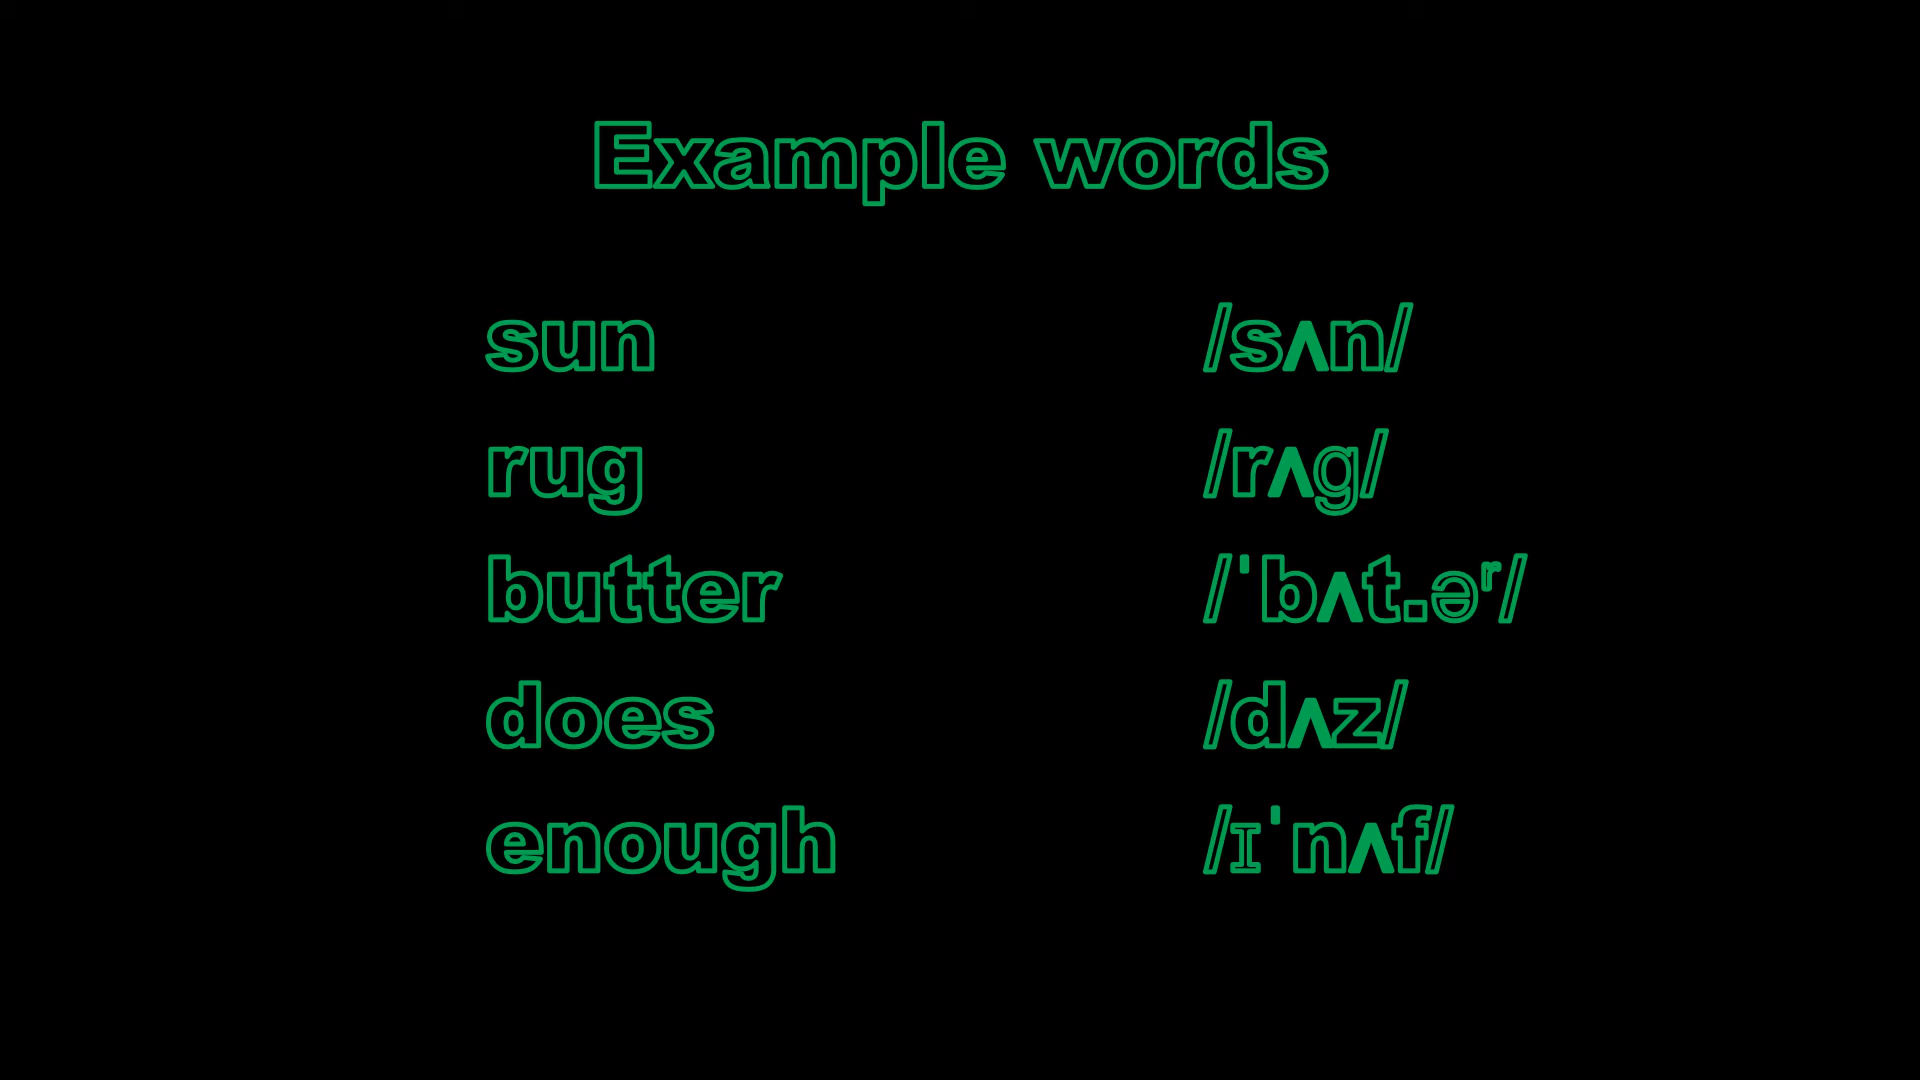 Example words
sun /sʌn/
rug /rʌg/
butter /ˈbʌt.əʳ/
does /dʌz/
enough /ɪˈnʌf/